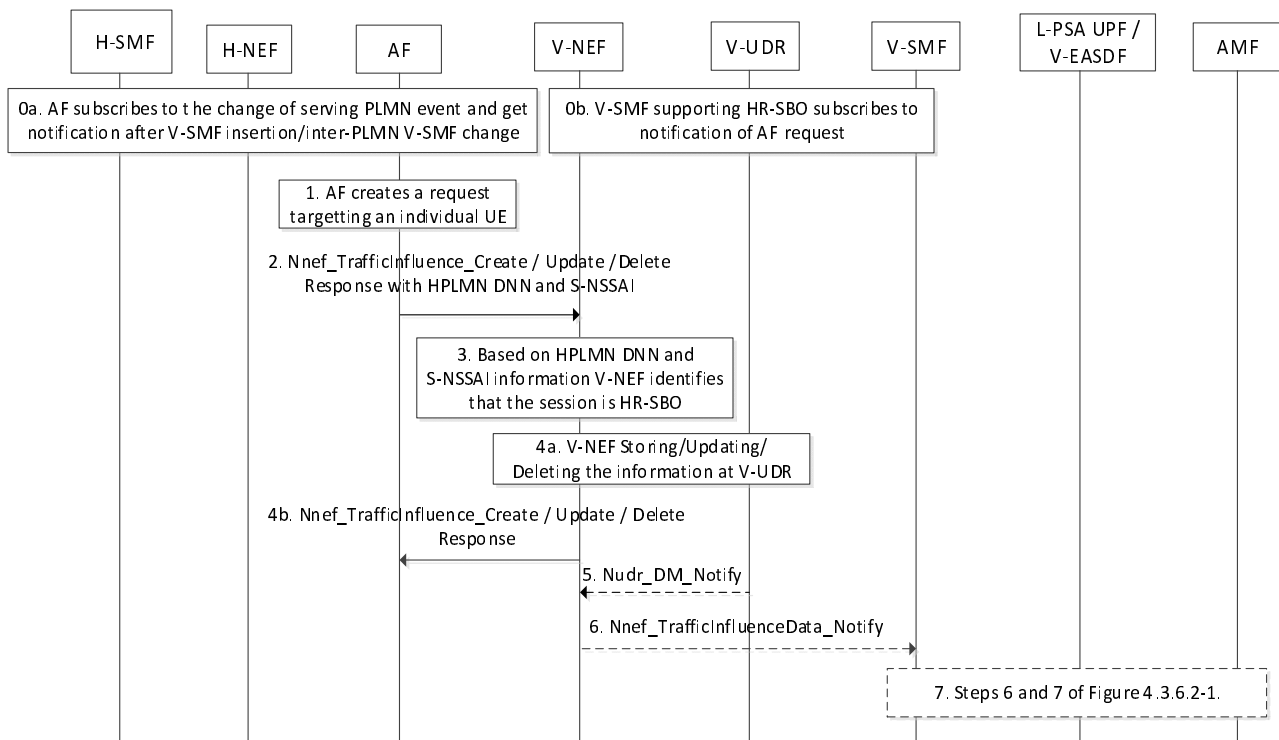 H-SMF
H-NEF
AF
V-NEF
V-UDR
V-SMF
L-PSA UPF /
V-EASDF
AMF
0a. AF subscribes to the change of serving PLMN event and get
notification after V-SMF insertion/inter-PLMN V-SMF change
0b. V-SMF supporting HR-SBO subscribes to
notification of AF request
1. AF creates a request
targetting an individual UE
2. Nnef_TrafficInfluence_Create / Update /Delete
Response with HPLMN DNN and S-NSSAI
3. Based on HPLMN DNN and
S-NSSAI information V-NEF identifies
that the session is HR-SBO
4a. V-NEF Storing/Updating/
Deleting the information at V-UDR
4b. Nnef_TrafficInfluence_Create / Update / Delete
Response
5. Nudr_DM_Notify
6. Nnef_TrafficInfluenceData_Notify
7. Steps 6 and 7 of Figure 4.3.6.2-1.